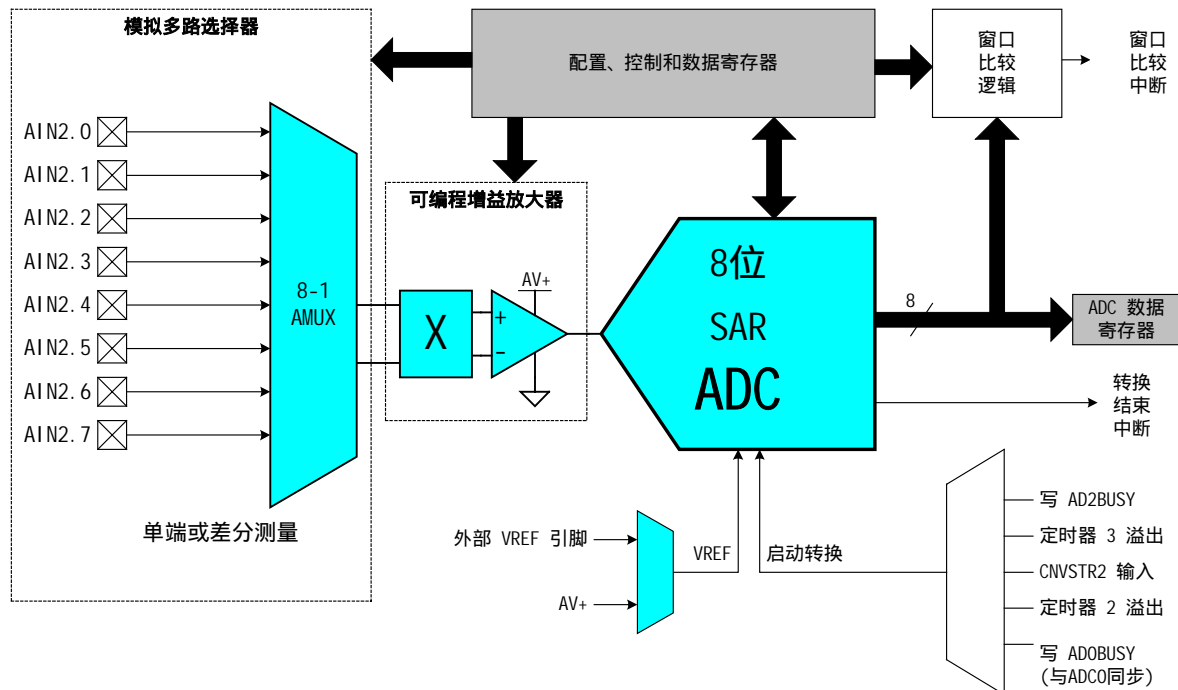 模拟多路选择器
配置、控制和数据寄存器
窗口
比较
逻辑
窗口
比较
中断
AIN2.0
AIN2.1
AIN2.2
AIN2.3
AIN2.4
AIN2.5
AIN2.6
AIN2.7
8-1
AMUX
单端或差分测量
可编程增益放大器
X
+
-
AV+
8位
SAR
ADC
8
ADC 数据
寄存器
转换
结束
中断
外部 VREF 引脚
AV+
VREF
启动转换
写 AD2BUSY
定时器 3 溢出
CNVSTR2 输入
定时器 2 溢出
写 AD0BUSY
(与ADC0同步)